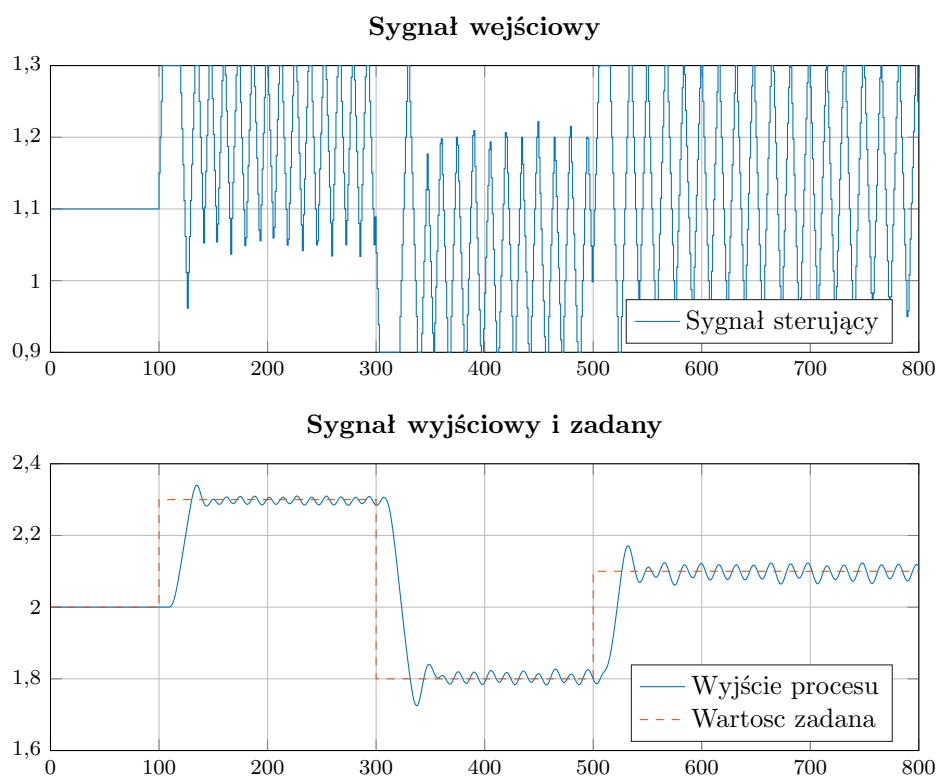 Sygnał wejściowy
1,3
1,2
1,1
1
0,9
Sygnał sterujący
0 100 200 300 400 500 600 700 800
Sygnał wyjściowy i zadany
2,4
2,2
2
1,8
1,6
Wyjście procesu
Wartosc zadana
0 100 200 300 400 500 600 700 800